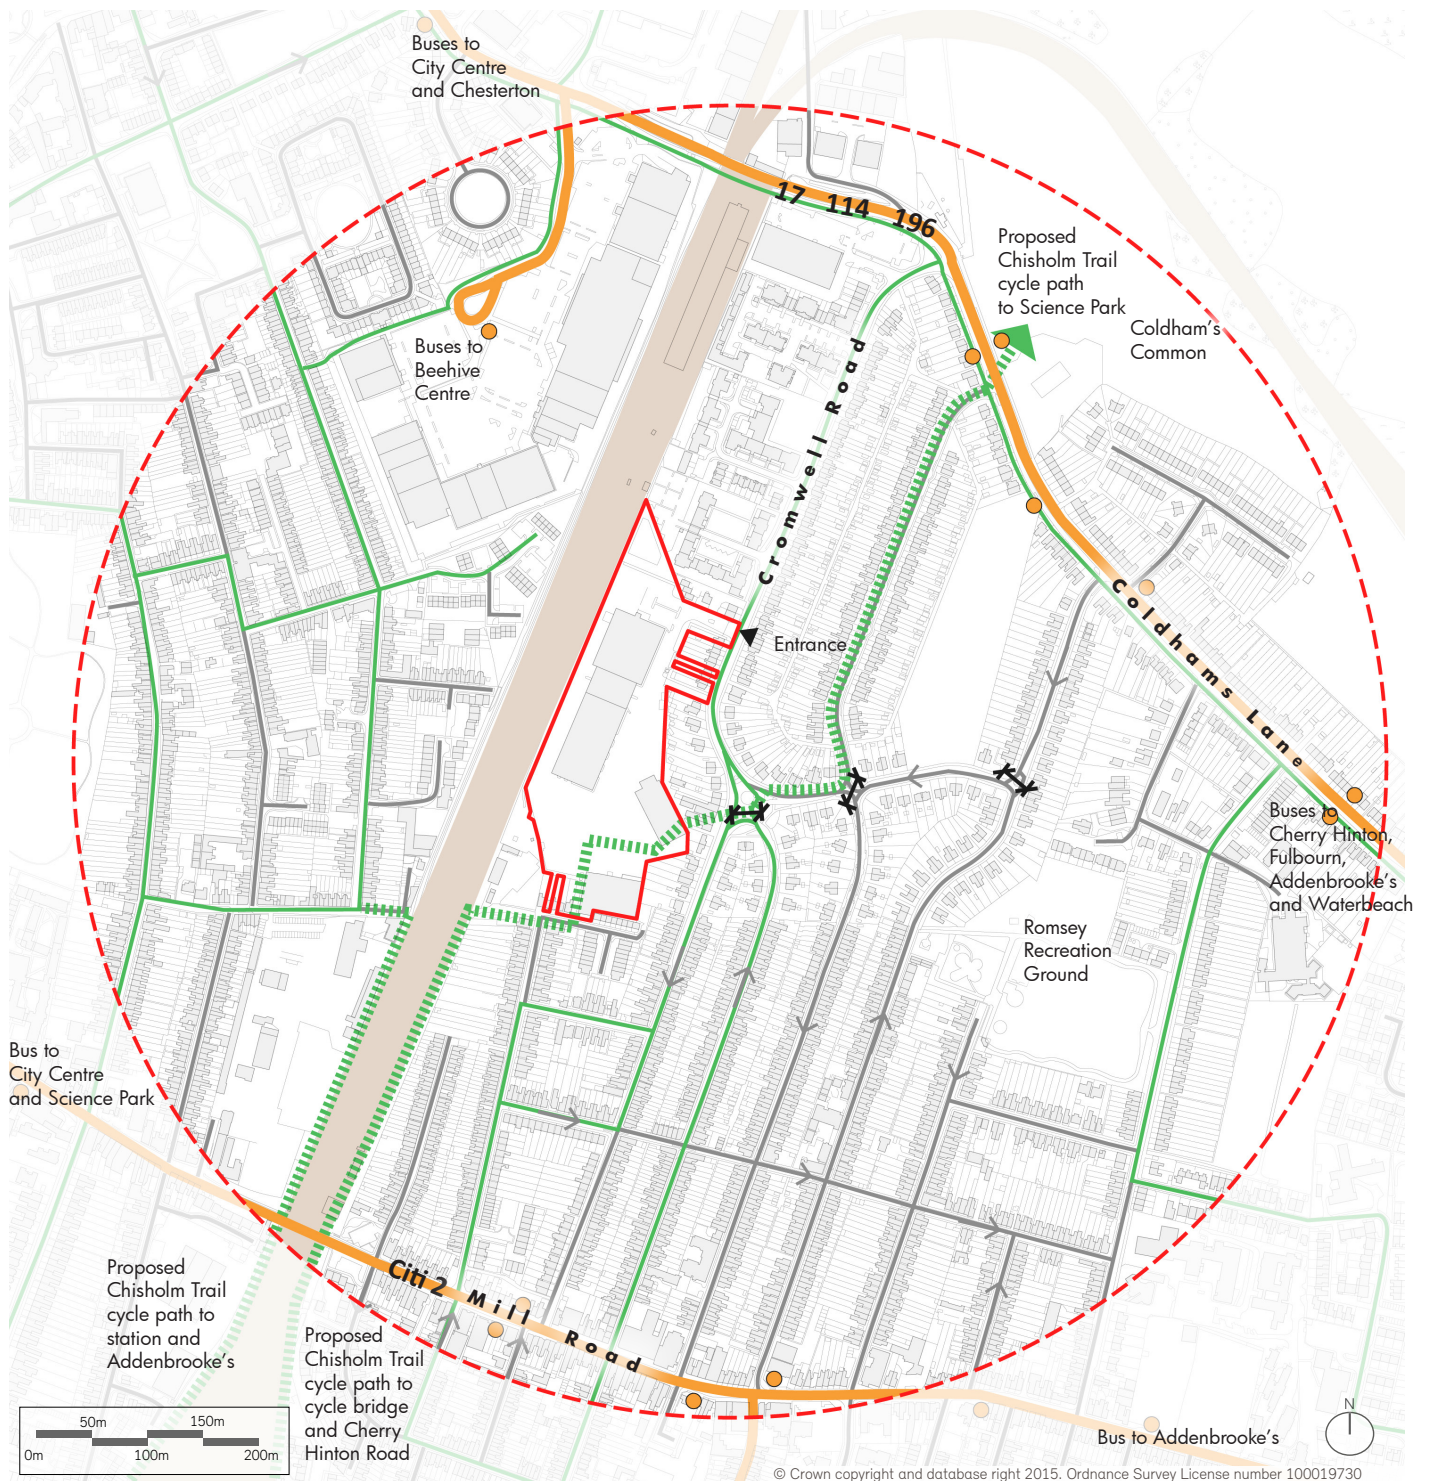 Buses to
City Centre
and Chesterton
17 114 196
Proposed
Chisholm Trail
cycle path
to Science Park
Coldham's
Common
Buses to
Beehive
Centre
Cromwell Road
Entrance
Coldhams Lane
Buses to
Cherry Hinton,
Fulbourn,
Addenbrooke's
and Waterbeach
Romsey
Recreation
Ground
Bus to
City Centre
and Science Park
Proposed
Chisholm Trail
cycle path to
station and
Addenbrooke's
Citi 2 Mill Road
Proposed
Chisholm Trail
cycle path to
cycle bridge
and Cherry
Hinton Road
Bus to Addenbrooke's
N
50m 150m
0m 100m 200m
© Crown copyright and database right 2015. Ordnance Survey License number 100019730